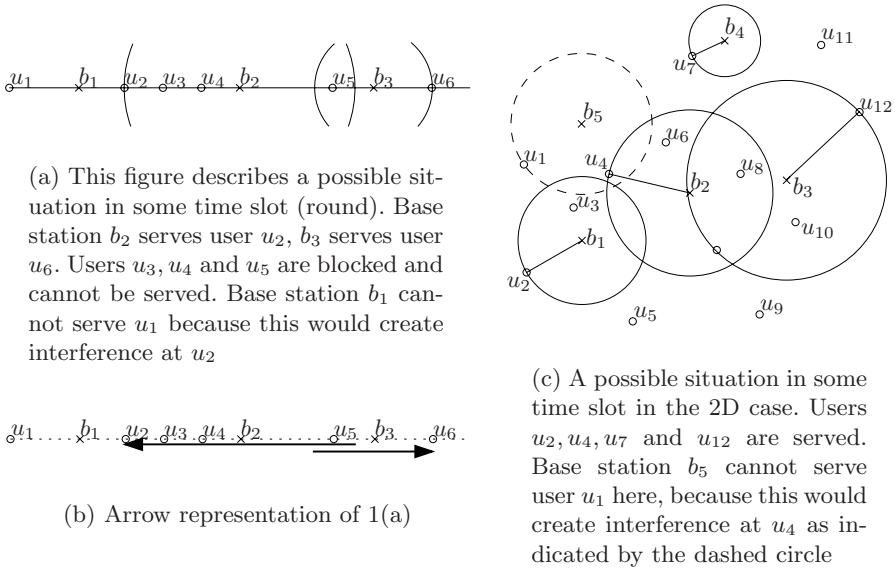 u1 b1 u2 u3 u4 b2 u5 b3 u6
(a) This figure describes a possible sit-
uation in some time slot (round). Base
station b2 serves user u2, b3 serves user
u6. Users u3, u4 and u5 are blocked and
cannot be served. Base station b1 can-
not serve u1 because this would create
interference at u2
u1 b1 u2 u3 u4 b2 u5 b3 u6
(b) Arrow representation of 1(a)
b4
u11
u7
u12
b5
u6
u1
u4
u8
b2
b3
u3
u10
b1
u2
u9
u5
(c) A possible situation in some
time slot in the 2D case. Users
u2, u4, u7 and u12 are served.
Base station b5 cannot serve
user u1 here, because this would
create interference at u4 as in-
dicated by the dashed circle